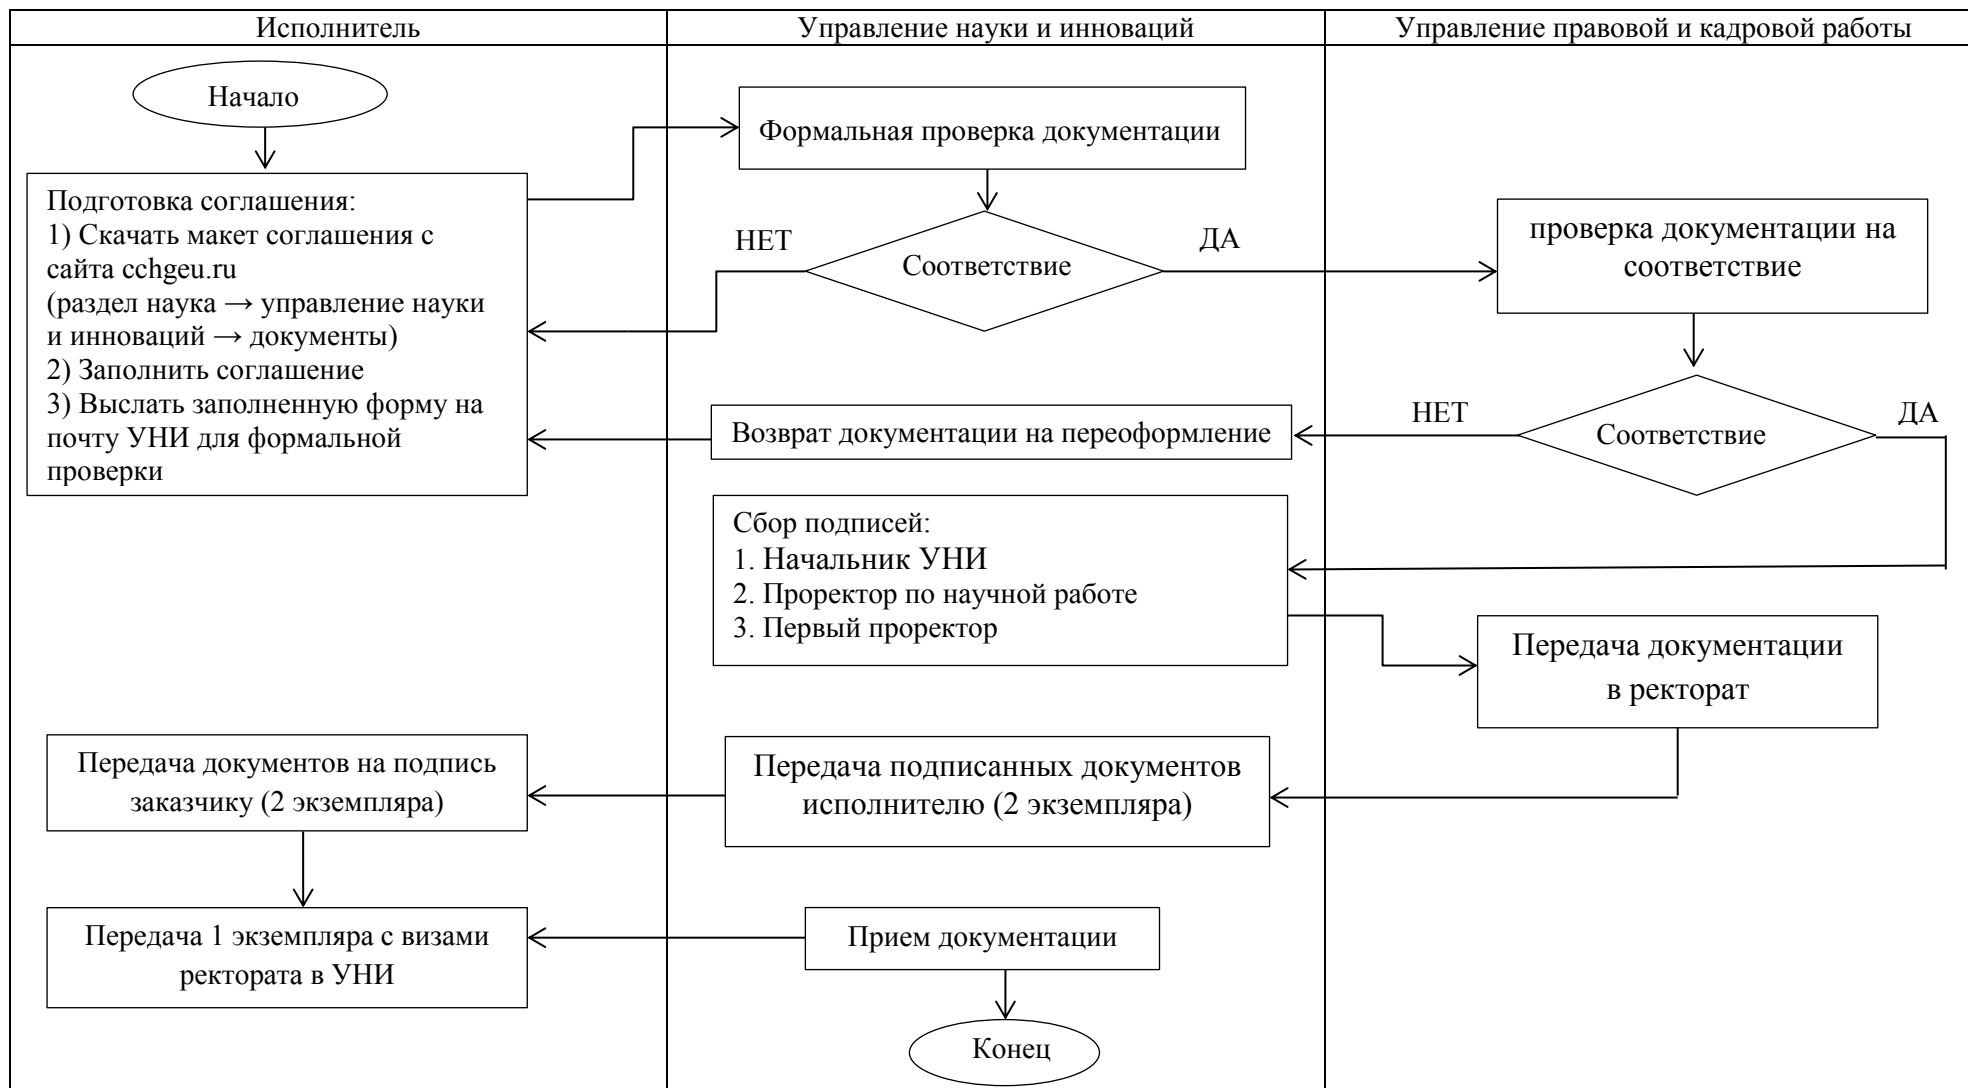 Исполнитель
Управление науки и инноваций
Управление правовой и кадровой работы
Начало
Подготовка соглашения:
1) Скачать макет соглашения с
сайта cchgeu.ru
(раздел наука → управление науки
и инноваций → документы)
2) Заполнить соглашение
3) Выслать заполненную форму на
почту УНИ для формальной
проверки
Формальная проверка документации
НЕТ
Соответствие
ДА
проверка документации на
соответствие
НЕТ
Соответствие
ДА
Возврат документации на переоформление
Сбор подписей:
1. Начальник УНИ
2. Проректор по научной работе
3. Первый проректор
Передача документации
в ректорат
Передача подписанных документов
исполнителю (2 экземпляра)
Передача документов на подпись
заказчику (2 экземпляра)
Передача 1 экземпляра с визами
ректората в УНИ
Прием документации
Конец